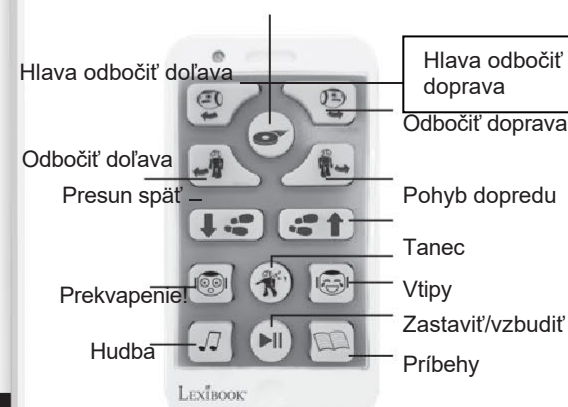 Hlava odbočiť doľava
Hlava odbočiť
doprava
Odbočiť doprava
Odbočiť doľava
Presun späť
Pohyb dopredu
Tanec
Prekvapenie!
Vtipy
Zastaviť/vzbudiť
Hudba
Príbehy
LEXIBOOK